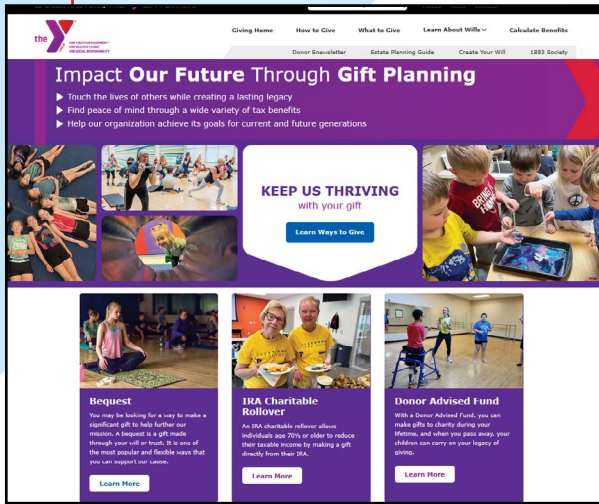 Giving Home How to Give What to Give Learn About Wills Calculate Benefits
the Y
FOR YOUTH DEVELOPMENT®
FOR HEALTHY LIVING
FOR SOCIAL RESPONSIBILITY
Donor Enewsletter Estate Planning Guide Create Your Will 1883 Society
Impact Our Future Through Gift Planning
Touch the lives of others while creating a lasting legacy
Find peace of mind through a wide variety of tax benefits
Help our organization achieve its goals for current and future generations
KEEP US THRIVING
with your gift
Learn Ways to Give
Bequest
You may be looking for a way to make a
significant gift to help further our
mission. A bequest is a gift made
through your will or trust. It is one of
the most popular and flexible ways that
you can support our cause.
Learn More
IRA Charitable
Rollover
An IRA charitable rollover allows
individuals age 70½ or older to reduce
their taxable income by making a gift
directly from their IRA.
Learn More
Donor Advised Fund
With a Donor Advised Fund, you can
make gifts to charity during your
lifetime, and when you pass away, your
children can carry on your legacy of
giving.
Learn More